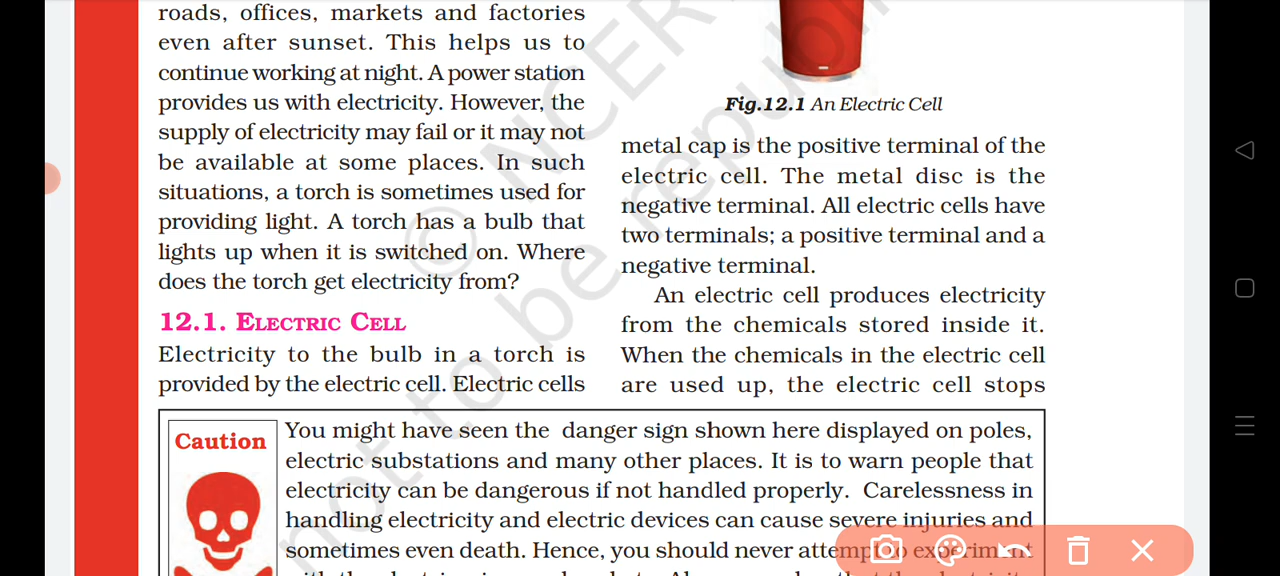 roads, offices, markets and factories
even after sunset. This helps us to
continue working at night. A power station
provides us with electricity. However, the
supply of electricity may fail or it may not
be available at some places. In such
situations, a torch is sometimes used for
providing light. A torch has a bulb that
lights up when it is switched on. Where
does the torch get electricity from?
12.1. ELECTRIC CELL
Electricity to the bulb in a torch is
provided by the electric cell. Electric cells
Fig.12.1 An Electric Cell
metal cap is the positive terminal of the
electric cell. The metal disc is the
negative terminal. All electric cells have
two terminals; a positive terminal and a
negative terminal.
An electric cell produces electricity
from the chemicals stored inside it.
When the chemicals in the electric cell
are used up, the electric cell stops
Caution
You might have seen the danger sign shown here displayed on poles,
electric substations and many other places. It is to warn people that
electricity can be dangerous if not handled properly. Carelessness in
handling electricity and electric devices can cause severe injuries and
sometimes even death. Hence, you should never attempt to experiment
© NCER
not to be republi